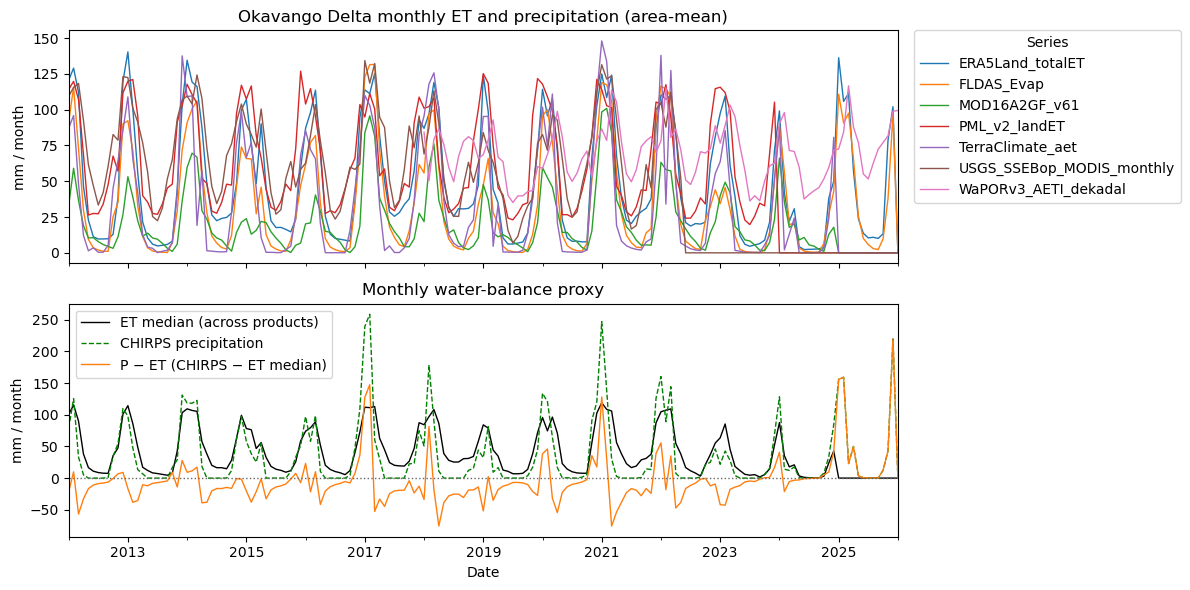 Okavango Delta monthly ET and precipitation (area-mean)
mm / month
150
125
100
75
50
25
0
Series
ERA5Land_totalET
FLDAS_Evap
MOD16A2GF_v61
PML_v2_landET
TerraClimate_aet
USGS_SSEBop_MODIS_monthly
WaPORv3_AETI_dekadal
Monthly water-balance proxy
mm / month
250
200
150
100
50
0
−50
ET median (across products)
CHIRPS precipitation
P − ET (CHIRPS − ET median)
2013 2015 2017 2019 2021 2023 2025
Date